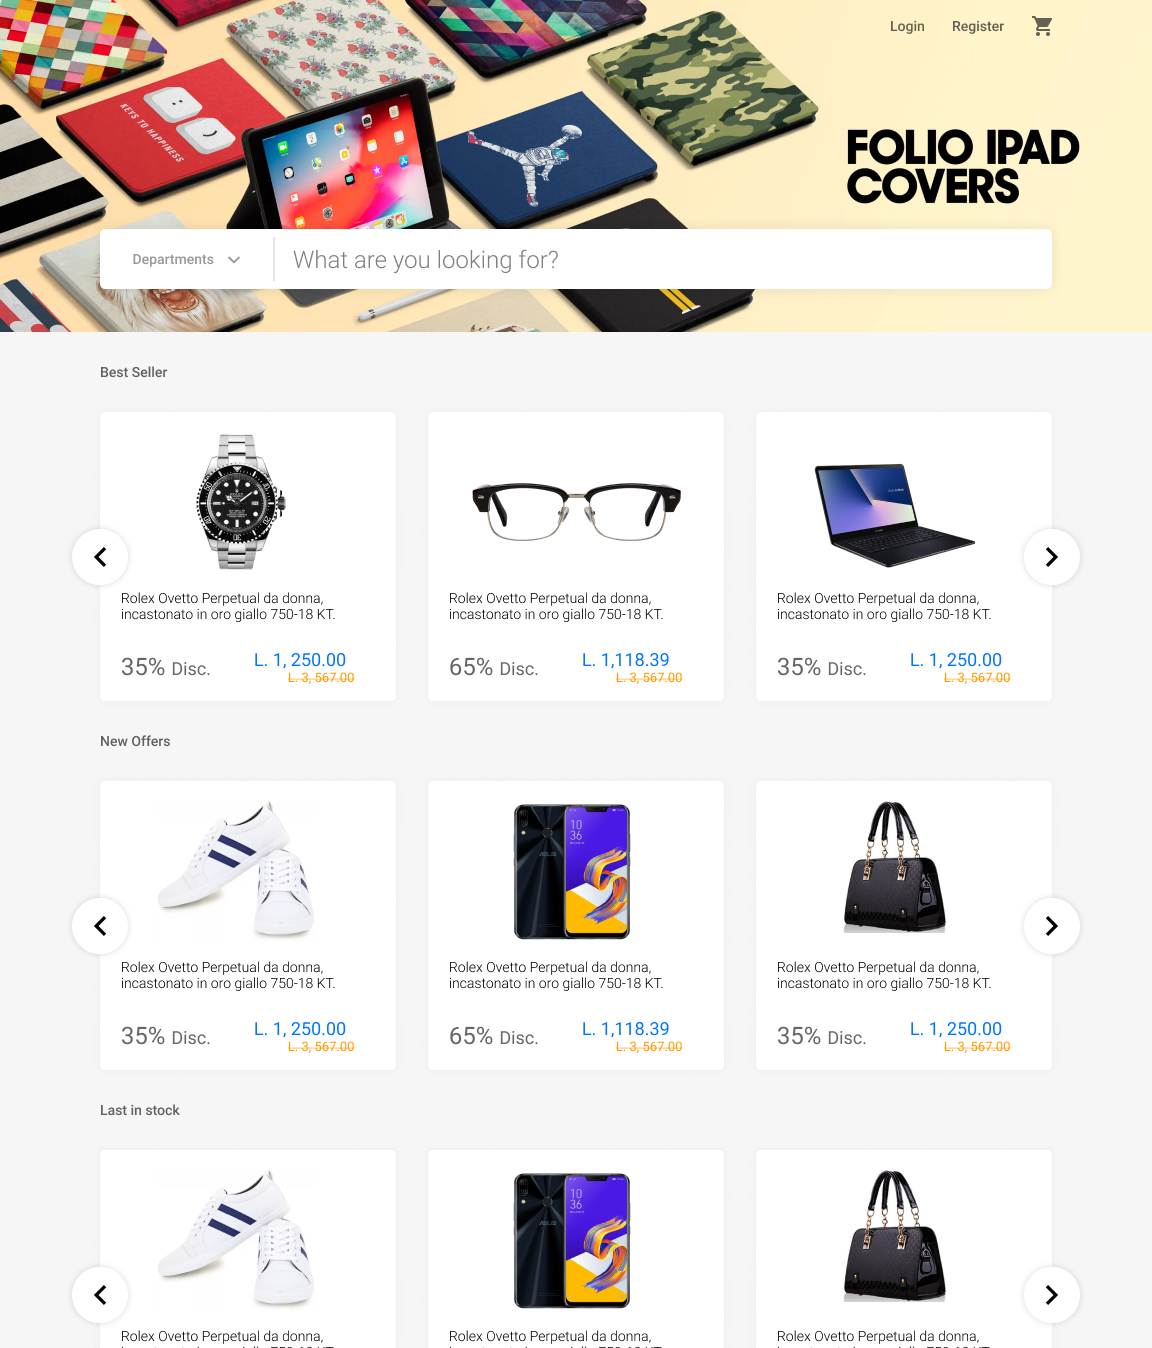 Login Register
KEYS TO HAPPINESS
FOLIO IPAD
COVERS
Departments
What are you looking for?
Best Seller
Rolex Ovetto Perpetual da donna,
incastonato in oro giallo 750-18 KT.
35% Disc.
L. 1, 250.00
L. 3, 567.00
Rolex Ovetto Perpetual da donna,
incastonato in oro giallo 750-18 KT.
65% Disc.
L. 1,118.39
L. 3, 567.00
Rolex Ovetto Perpetual da donna,
incastonato in oro giallo 750-18 KT.
35% Disc.
L. 1, 250.00
L. 3, 567.00
New Offers
10
36
Rolex Ovetto Perpetual da donna,
incastonato in oro giallo 750-18 KT.
35% Disc.
L. 1, 250.00
L. 3, 567.00
Rolex Ovetto Perpetual da donna,
incastonato in oro giallo 750-18 KT.
65% Disc.
L. 1,118.39
L. 3, 567.00
Rolex Ovetto Perpetual da donna,
incastonato in oro giallo 750-18 KT.
35% Disc.
L. 1, 250.00
L. 3, 567.00
Last in stock
10
36
Rolex Ovetto Perpetual da donna,
Rolex Ovetto Perpetual da donna,
Rolex Ovetto Perpetual da donna,